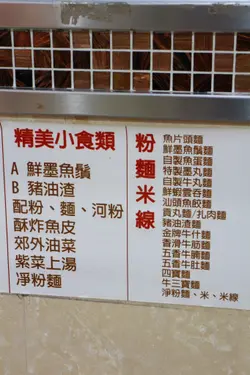 精美小食類
A 鮮墨魚鬚
B 豬油渣
配粉、麵、河粉
酥炸魚皮
郊外油菜
紫菜上湯
淨粉麵
粉麵米線
魚片頭麵
鮮墨魚鬚麵
自製魚蛋麵
特製墨丸麵
自製牛丸麵
鮮蝦雲吞麵
汕頭魚餃麵
貢丸麵/扎肉麵
豬油渣麵
金牌牛什麵
香滑牛筋麵
五香牛腩麵
五香牛肚麵
四寶麵
牛三寶麵
淨粉麵、米、米線